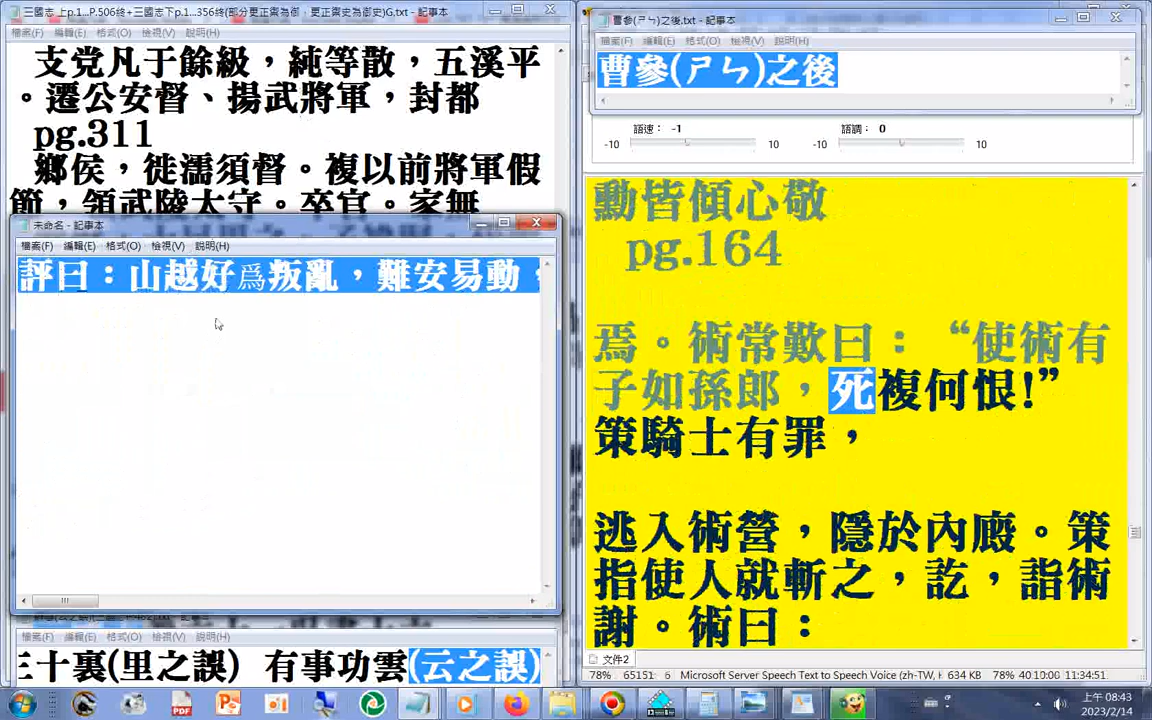 三國志 上p.1...P.506終+三國志下p.1...356終(部分更正禦為御，更正禦史為御史)G.txt - 記事本
檔案(F) 編輯(E) 格式(O) 檢視(V) 說明(H)
支党凡于餘級，純等散，五溪平
。遷公安督、揚武將軍，封都
pg.311
鄉侯，徙濡須督。複以前將軍假
節，領武陵太守。卒官。家無
未命名 - 記事本
檔案(F) 編輯(E) 格式(O) 檢視(V) 說明(H)
評曰：山越好爲叛亂，難安易動，
檔案(F) 編輯(E) 格式(O) 檢視(V) 說明(H)
三十裏(里之誤) 有事功雲(云之誤)
曹參(ㄕㄣ)之後.txt - 記事本
檔案(F) 編輯(E) 格式(O) 檢視(V) 說明(H)
曹參(ㄕㄣ)之後
語速： -1 語調： 0
-10 10 -10 10
勳皆傾心敬
pg.164
焉。術常歎曰：“使術有
子如孫郎，死複何恨!”
策騎士有罪，
逃入術營，隱於內廄。策
指使人就斬之，訖，詣術
謝。術曰：
文件2
78% 65151: 6 Microsoft Server Speech Text to Speech Voice (zh-TW, H 634 KB 78% 40:10:00 11:34:51
上午 08:43
2023/2/14